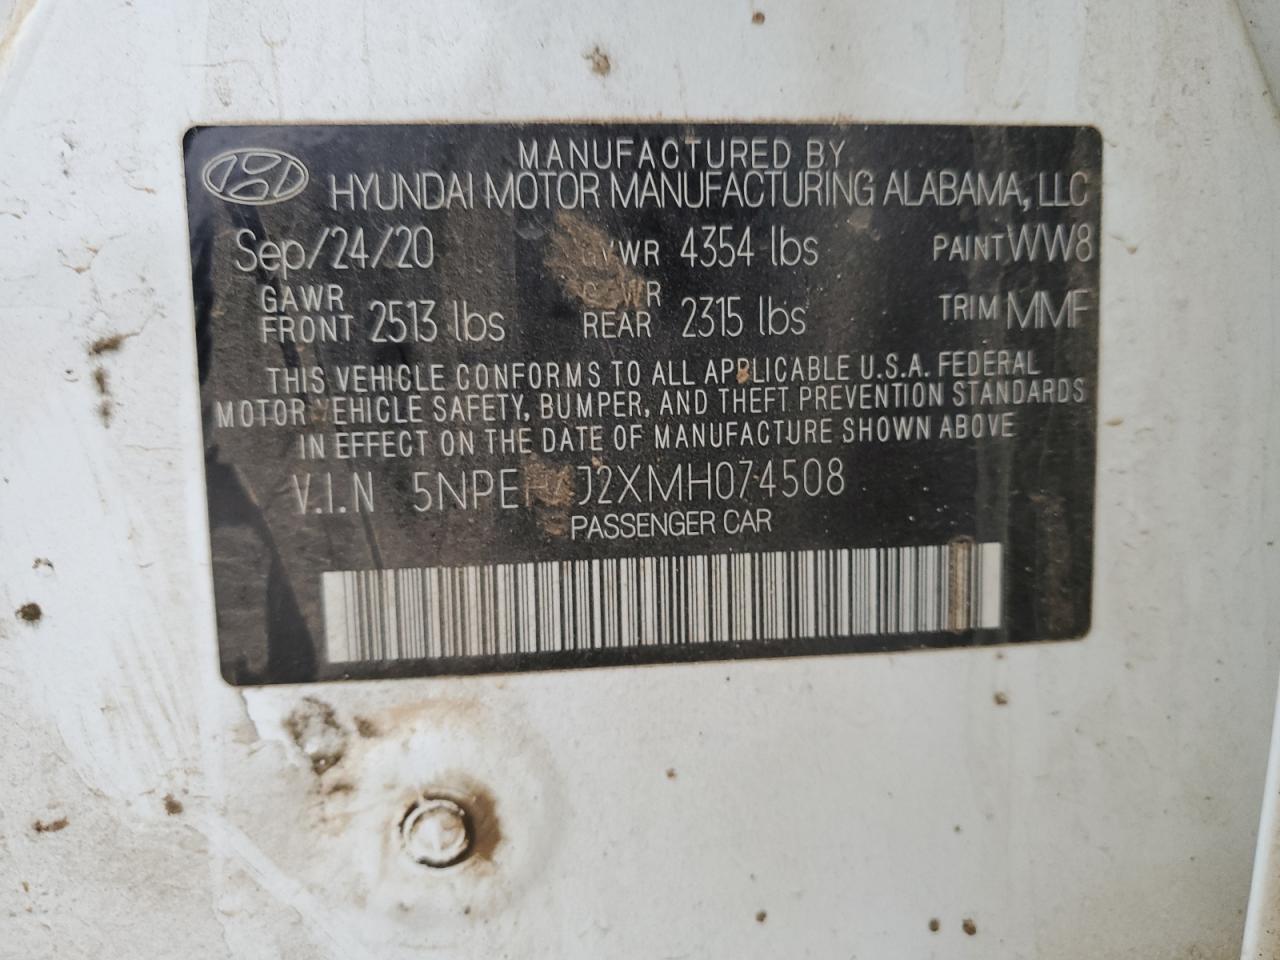 MANUFACTURED BY
HYUNDAI MOTOR MANUFACTURING ALABAMA, LLC
Sep/24/20 GVWR 4354 lbs PAINT WW8
GAWR FRONT 2513 lbs GAWR REAR 2315 lbs TRIM MMF
THIS VEHICLE CONFORMS TO ALL APPLICABLE U.S.A. FEDERAL
MOTOR VEHICLE SAFETY, BUMPER, AND THEFT PREVENTION STANDARDS
IN EFFECT ON THE DATE OF MANUFACTURE SHOWN ABOVE
V.I.N
PASSENGER CAR